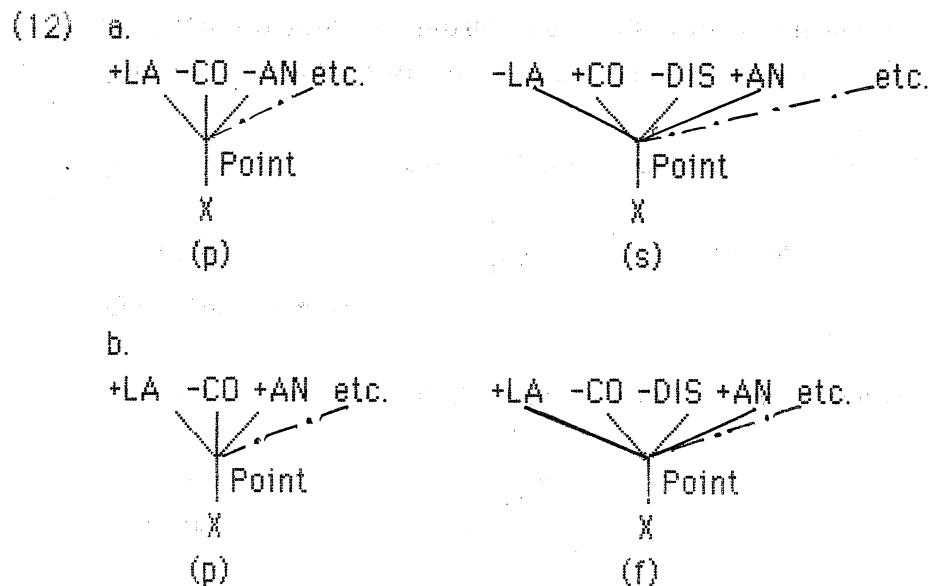 (12) a.
+LA -CO -AN etc. -LA +CO -DIS +AN etc.
Point Point
X X
(p) (s)
b.
+LA -CO +AN etc. +LA -CO -DIS +AN etc.
Point Point
X X
(p) (f)